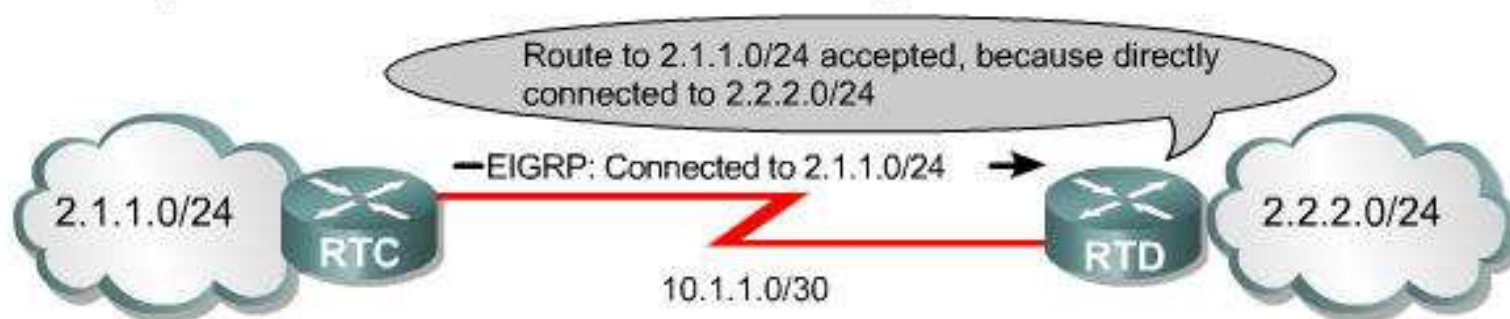 Route to 2.1.1.0/24 accepted, because directly
connected to 2.2.2.0/24
EIGRP: Connected to 2.1.1.0/24
2.1.1.0/24
RTC
RTD
2.2.2.0/24
10.1.1.0/30